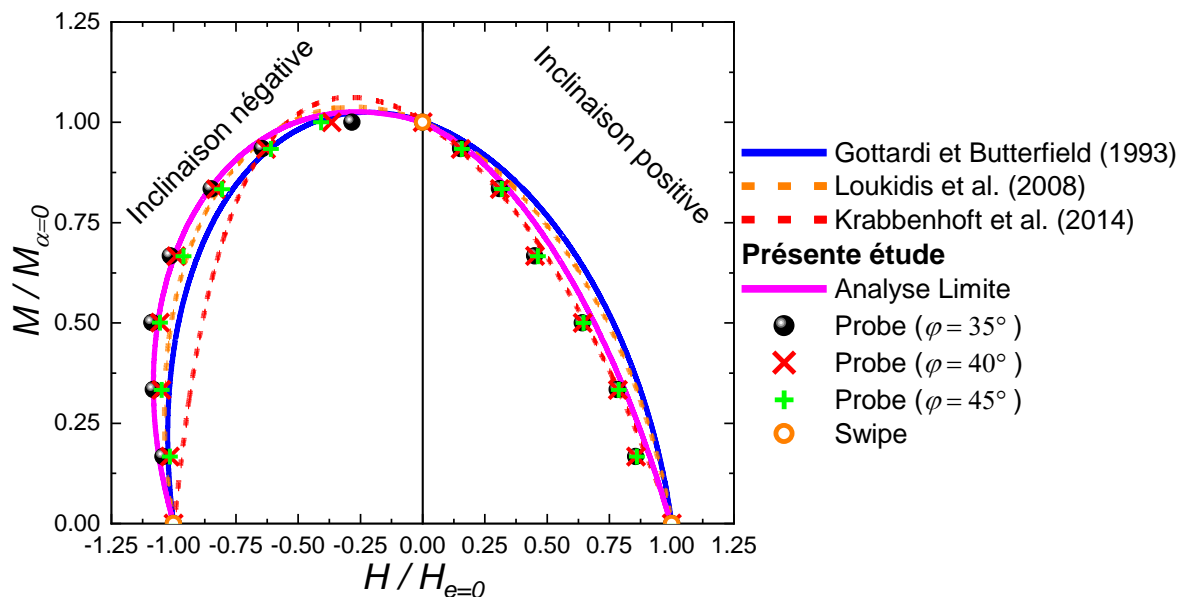 1.25
1.00
0.75
0.50
0.25
0.00
M / Mα=0
Inclinaison négative
Inclinaison positive
-1.25 -1.00 -0.75 -0.50 -0.25 0.00 0.25 0.50 0.75 1.00 1.25
H / He=0
Gottardi et Butterfield (1993)
Loukidis et al. (2008)
Krabbenhoft et al. (2014)
Présente étude
Analyse Limite
Probe (φ = 35° )
Probe (φ = 40° )
Probe (φ = 45° )
Swipe